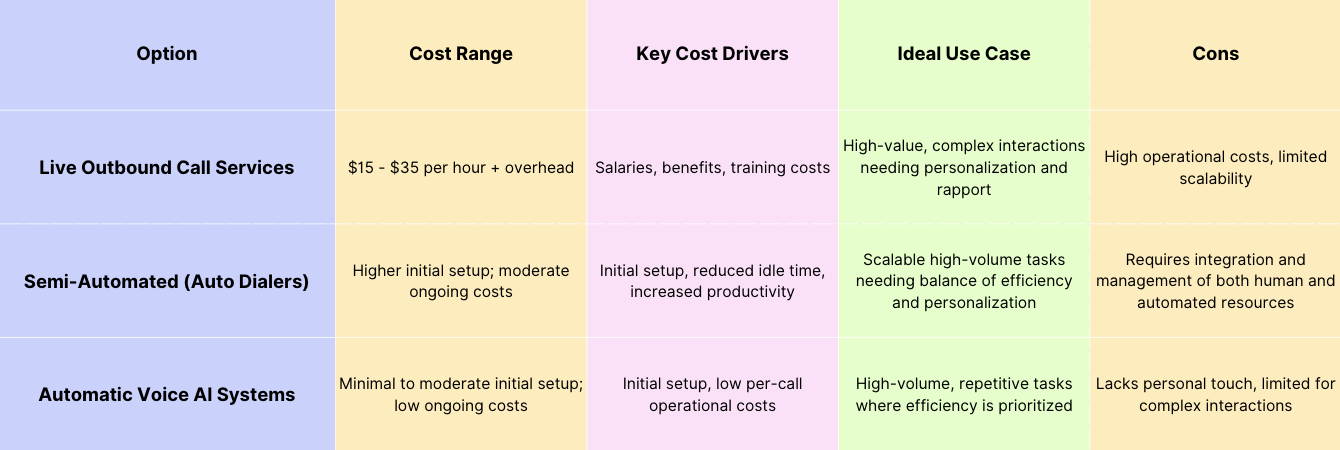 Option
Cost Range
Key Cost Drivers
Ideal Use Case
Cons
Live Outbound Call Services
$15 - $35 per hour + overhead
Salaries, benefits, training costs
High-value, complex interactions
needing personalization and
rapport
High operational costs, limited
scalability
Semi-Automated (Auto Dialers)
Higher initial setup; moderate
ongoing costs
Initial setup, reduced idle time,
increased productivity
Scalable high-volume tasks
needing balance of efficiency
and personalization
Requires integration and
management of both human and
automated resources
Automatic Voice AI Systems
Minimal to moderate initial setup;
low ongoing costs
Initial setup, low per-call
operational costs
High-volume, repetitive tasks
where efficiency is prioritized
Lacks personal touch, limited for
complex interactions